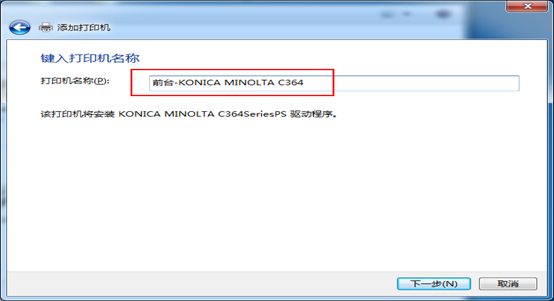 添加打印机
键入打印机名称
打印机名称(P): 前台-KONICA MINOLTA C364
该打印机将安装 KONICA MINOLTA C364SeriesPS 驱动程序。
下一步(N) 取消